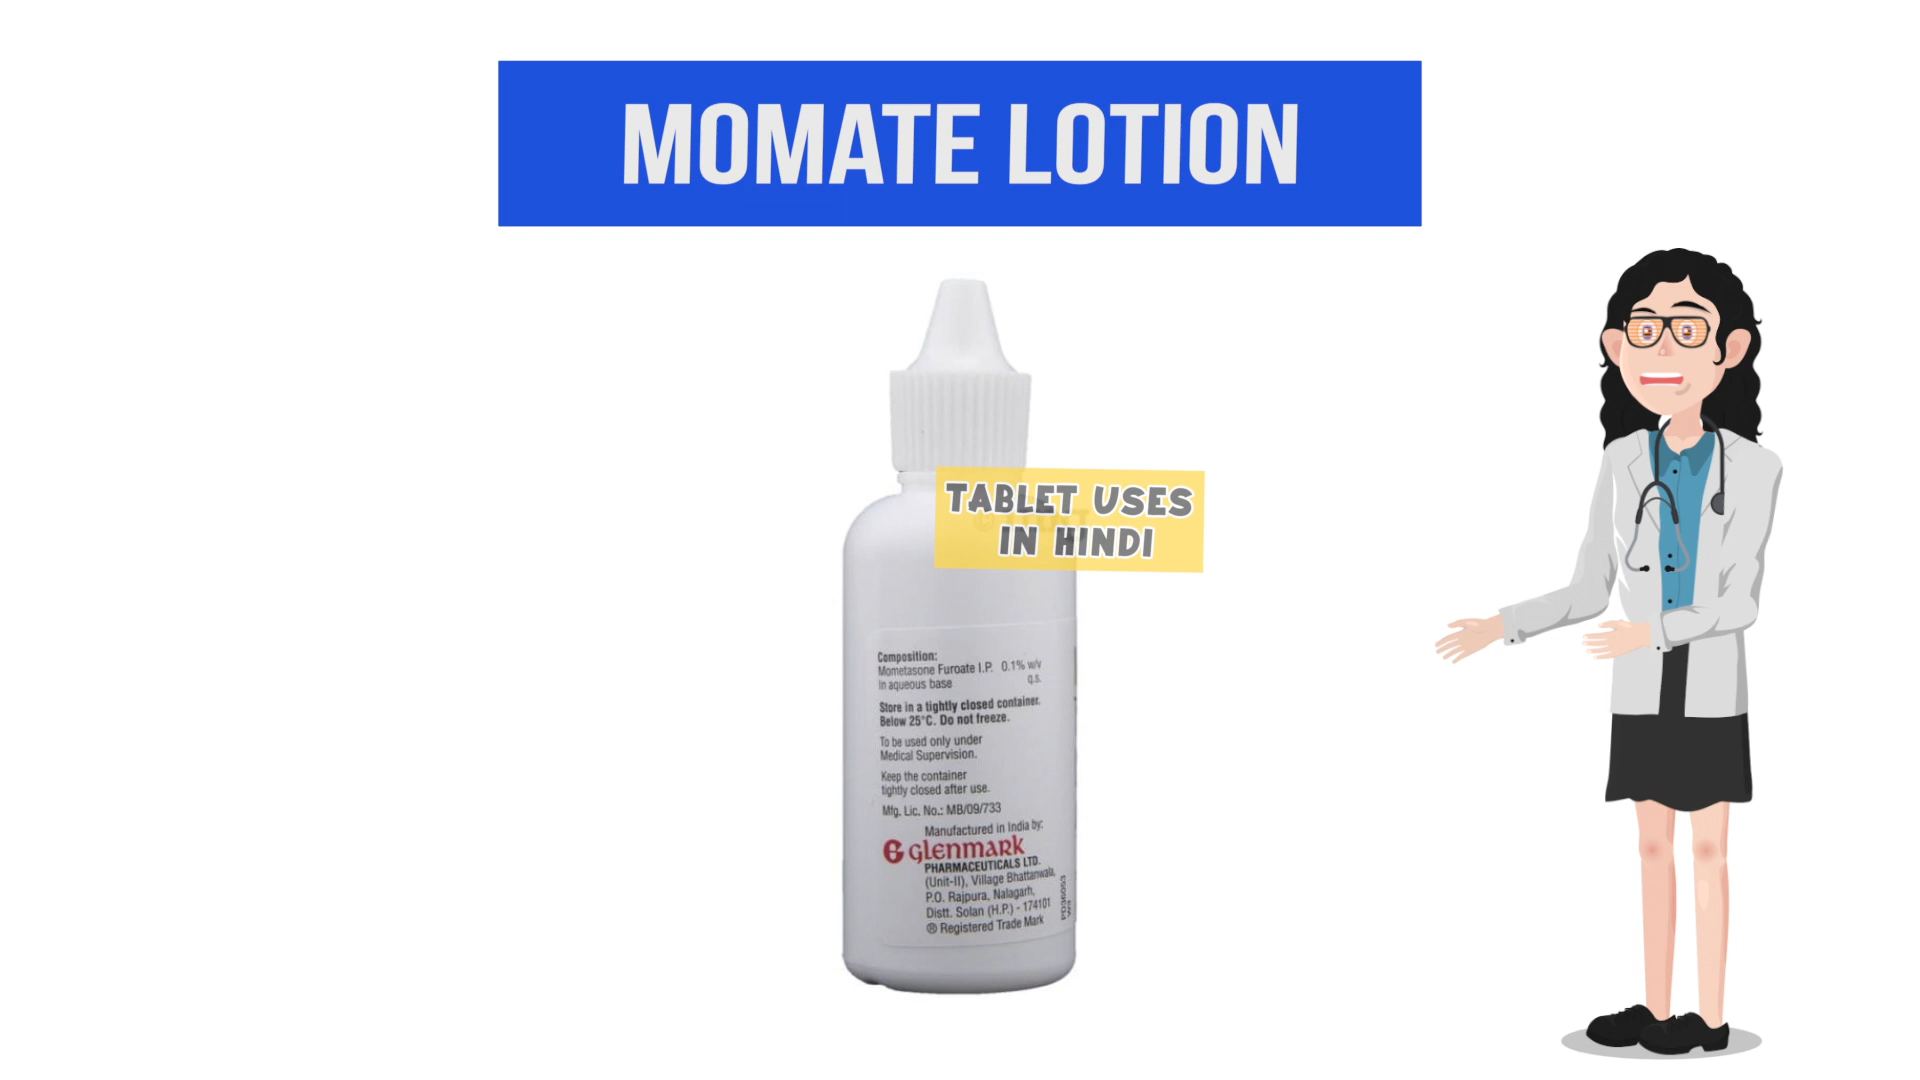 MOMATE LOTION
TABLET USES
IN HINDI
Composition:
Mometasone Furoate I.P. 0.1% w/v
In aqueous base q.s.
Store in a tightly closed container.
Below 25°C. Do not freeze.
To be used only under
Medical Supervision.
Keep the container
tightly closed after use.
Mfg. Lic. No.: MB/09/733
Manufactured in India by:
glenmark
PHARMACEUTICALS LTD.
(Unit-II), Village Bhattanwala,
P.O. Rajpura, Nalagarh,
Distt. Solan (H.P.) - 174101
® Registered Trade Mark